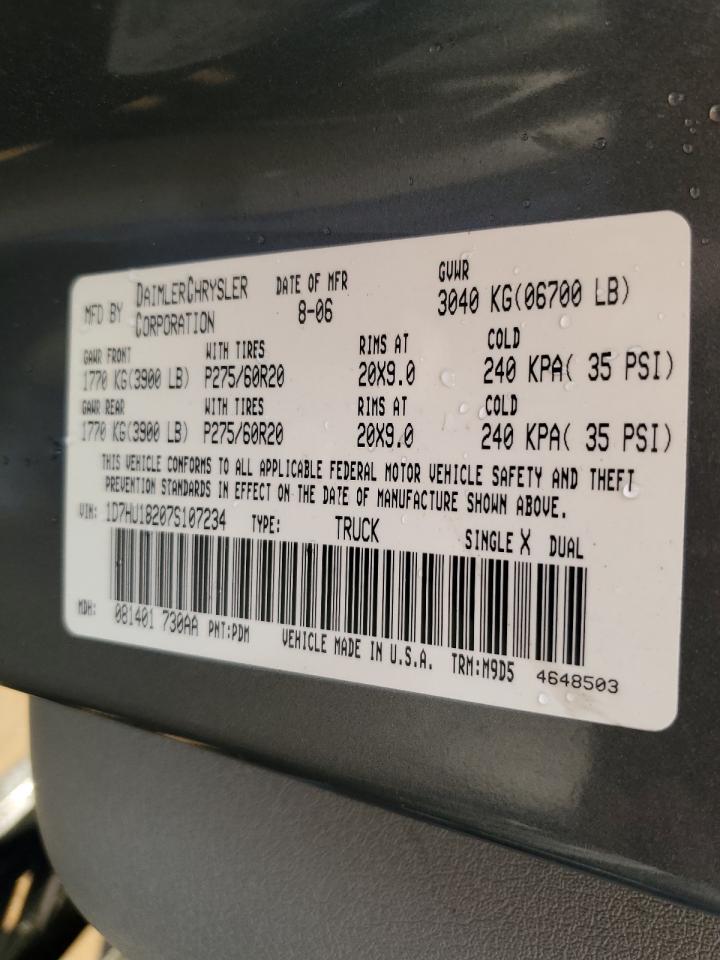 MFD BY DAIMLERCHRYSLER CORPORATION DATE OF MFR 8-06 GVWR 3040 KG(06700 LB)
GAWR FRONT WITH TIRES RIMS AT COLD
1770 KG(3900 LB) P275/60R20 20X9.0 240 KPA( 35 PSI)
GAWR REAR WITH TIRES RIMS AT COLD
1770 KG(3900 LB) P275/60R20 20X9.0 240 KPA( 35 PSI)
THIS VEHICLE CONFORMS TO ALL APPLICABLE FEDERAL MOTOR VEHICLE SAFETY AND THEFT
PREVENTION STANDARDS IN EFFECT ON THE DATE OF MANUFACTURE SHOWN ABOVE.
VIN: 1D7HU18207S107234 TYPE: TRUCK SINGLE X DUAL
MDH: 081401 730AA PNT:PDM VEHICLE MADE IN U.S.A. TRM:M9D5 4648503